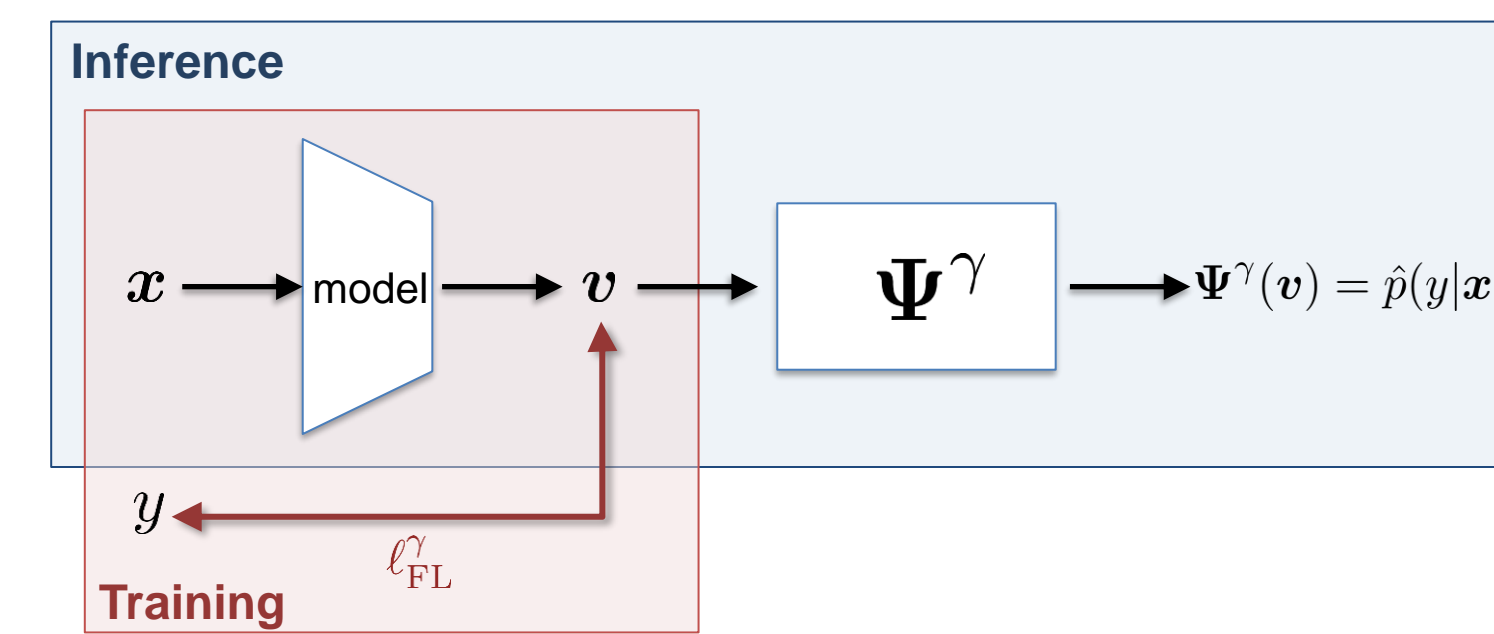 Inference
𝒙
model
𝒗
𝚿^γ
𝚿^γ(𝒗) = p̂(y|𝒙
y
ℓ^γ_FL
Training